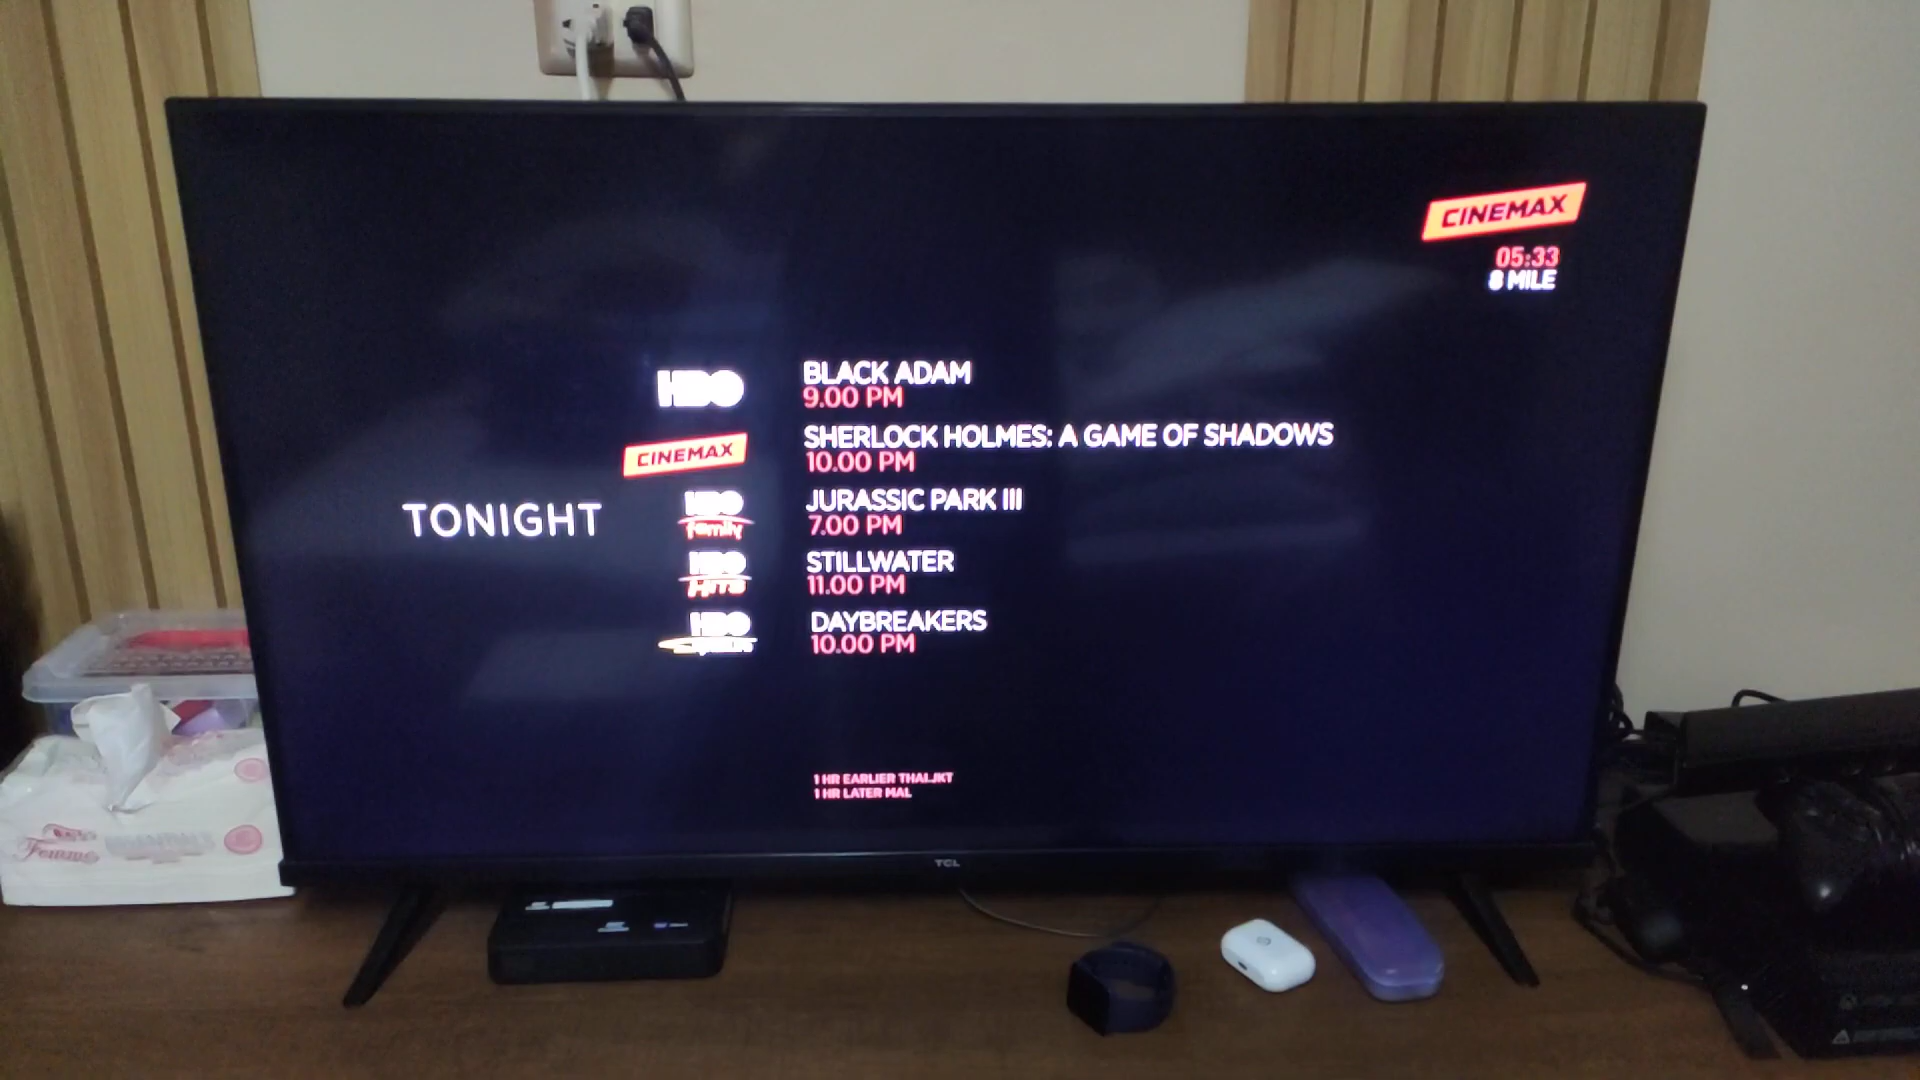 CINEMAX
05:33
8 MILE
TONIGHT
HBO
BLACK ADAM
9.00 PM
CINEMAX
SHERLOCK HOLMES: A GAME OF SHADOWS
10.00 PM
HBO
family
JURASSIC PARK III
7.00 PM
HBO
HITS
STILLWATER
11.00 PM
HBO
DAYBREAKERS
10.00 PM
1 HR EARLIER THAI,JKT
1 HR LATER MAL
TCL
Femme